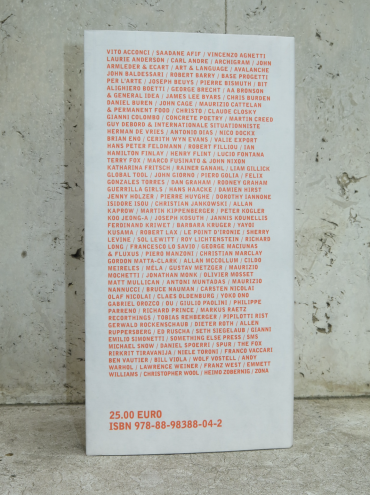 VITO ACCONCI / SAADANE AFIF / VINCENZO AGNETTI
LAURIE ANDERSON / CARL ANDRE / ARCHIGRAM / JOHN
ARMLEDER & ECART / ART & LANGUAGE / AVALANCHE
JOHN BALDESSARI / ROBERT BARRY / BASE PROGETTI
PER L'ARTE / JOSEPH BEUYS / PIERRE BISMUTH / BIT
ALIGHIERO BOETTI / GEORGE BRECHT / AA BRONSON
& GENERAL IDEA / JAMES LEE BYARS / CHRIS BURDEN
DANIEL BUREN / JOHN CAGE / MAURIZIO CATTELAN
& PERMANENT FOOD / CHRISTO / CLAUDE CLOSKY
GIANNI COLOMBO / CONCRETE POETRY / MARTIN CREED
GUY DEBORD & INTERNATIONALE SITUATIONNISTE
HERMAN DE VRIES / ANTONIO DIAS / NICO DOCKX
BRIAN ENO / CERITH WYN EVANS / VALIE EXPORT
HANS PETER FELDMANN / ROBERT FILLIOU / IAN
HAMILTON FINLAY / HENRY FLINT / LUCIO FONTANA
TERRY FOX / MARCO FUSINATO & JOHN NIXON
KATHARINA FRITSCH / RAINER GANAHL / LIAM GILLICK
GLOBAL TOOL / JOHN GIORNO / PIERO GOLIA / FELIX
GONZALES TORRES / DAN GRAHAM / RODNEY GRAHAM
GUERRILLA GIRLS / HANS HAACKE / DAMIEN HIRST
JENNY HOLZER / PIERRE HUYGHE / DOROTHY IANNONE
ISIDORE ISOU / CHRISTIAN JANKOWSKI / ALLAN
KAPROW / MARTIN KIPPENBERGER / PETER KOGLER
KOO JEONG-A / JOSEPH KOSUTH / JANNIS KOUNELLIS
FERDINAND KRIWET / BARBARA KRUGER / YAYOI
KUSAMA / ROBERT LAX / LE POINT D'IRONIE / SHERRY
LEVINE / SOL LEWITT / ROY LICHTENSTEIN / RICHARD
LONG / FRANCESCO LO SAVIO / GEORGE MACIUNAS
& FLUXUS / PIERO MANZONI / CHRISTIAN MARCLAY
GORDON MATTA-CLARK / ALLAN MCCOLLUM / CILDO
MEIRELES / MÈLA / GUSTAV METZGER / MAURIZIO
MOCHETTI / JONATHAN MONK / OLIVIER MOSSET
MATT MULLICAN / ANTONI MUNTADAS / MAURIZIO
NANNUCCI / BRUCE NAUMAN / CARSTEN NICOLAI
OLAF NICOLAI / CLAES OLDENBURG / YOKO ONO
GABRIEL OROZCO / OU / GIULIO PAOLINI / PHILIPPE
PARRENO / RICHARD PRINCE / MARKUS RAETZ
RECORTHINGS / TOBIAS REHBERGER / PIPILOTTI RIST
GERWALD ROCKENSCHAUB / DIETER ROTH / ALLEN
RUPPERSBERG / ED RUSCHA / SETH SIEGELAUB / GIANNI
EMILIO SIMONETTI / SOMETHING ELSE PRESS / SMS
MICHAEL SNOW / DANIEL SPOERRI / SPUR / THE FOX
RIRKRIT TIRAVANIJA / NIELE TORONI / FRANCO VACCARI
BEN VAUTIER / BILL VIOLA / WOLF VOSTELL / ANDY
WARHOL / LAWRENCE WEINER / FRANZ WEST / EMMETT
WILLIAMS / CHRISTOPHER WOOL / HEIMO ZOBERNIG / ZONA
25.00 EURO
ISBN 978-88-98388-04-2